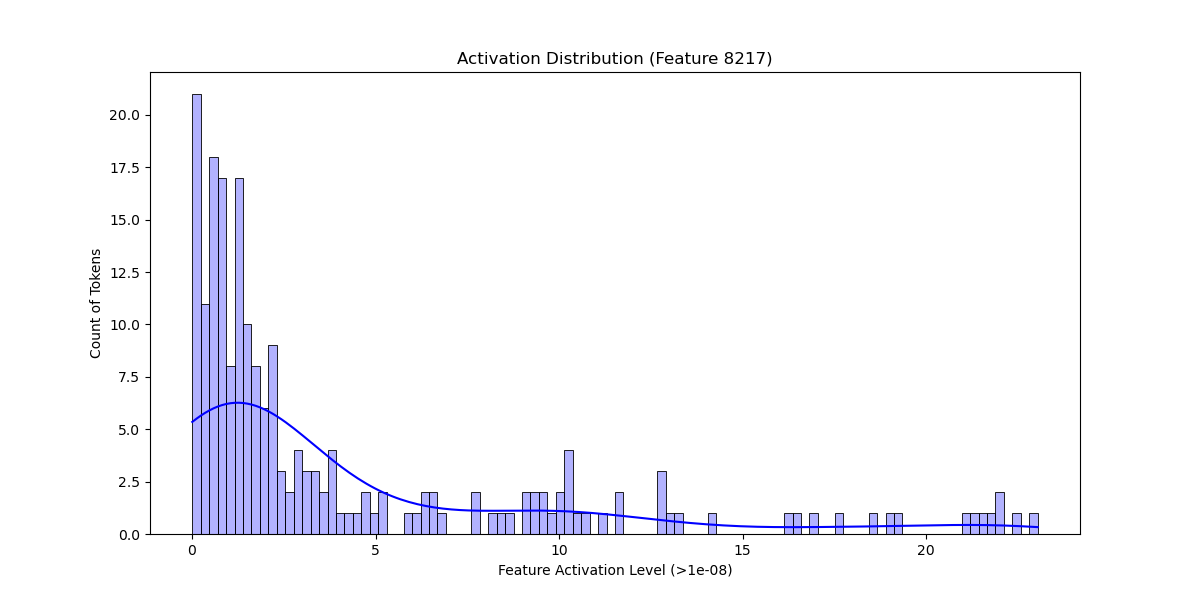 Activation Distribution (Feature 8217)
Count of Tokens
20.0
17.5
15.0
12.5
10.0
7.5
5.0
2.5
0.0
0 5 10 15 20
Feature Activation Level (>1e-08)